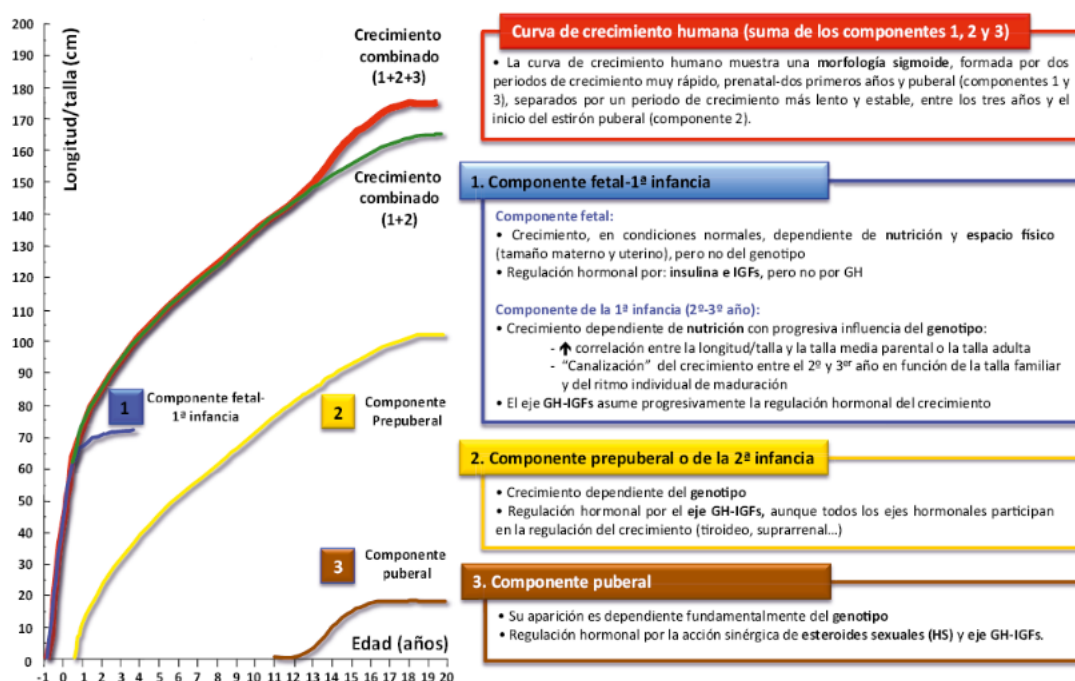 Longitud/talla (cm)
200
190
180
170
160
150
140
130
120
110
100
90
80
70
60
50
40
30
20
10
0
-1 0 1 2 3 4 5 6 7 8 9 10 11 12 13 14 15 16 17 18 19 20
Edad (años)
Crecimiento
combinado
(1+2+3)
Crecimiento
combinado
(1+2)
1
Componente fetal-
1ª infancia
2
Componente
Prepuberal
3
Componente
puberal
Curva de crecimiento humana (suma de los componentes 1, 2 y 3)
• La curva de crecimiento humano muestra una morfología sigmoide, formada por dos
periodos de crecimiento muy rápido, prenatal-dos primeros años y puberal (componentes 1 y
3), separados por un periodo de crecimiento más lento y estable, entre los tres años y el
inicio del estirón puberal (componente 2).
1. Componente fetal-1ª infancia
Componente fetal:
• Crecimiento, en condiciones normales, dependiente de nutrición y espacio físico
(tamaño materno y uterino), pero no del genotipo
• Regulación hormonal por: insulina e IGFs, pero no por GH
Componente de la 1ª infancia (2º-3º año):
• Crecimiento dependiente de nutrición con progresiva influencia del genotipo:
- ↑ correlación entre la longitud/talla y la talla media parental o la talla adulta
- “Canalización” del crecimiento entre el 2º y 3er año en función de la talla familiar
y del ritmo individual de maduración
• El eje GH-IGFs asume progresivamente la regulación hormonal del crecimiento
2. Componente prepuberal o de la 2ª infancia
• Crecimiento dependiente del genotipo
• Regulación hormonal por el eje GH-IGFs, aunque todos los ejes hormonales participan
en la regulación del crecimiento (tiroideo, suprarrenal...)
3. Componente puberal
• Su aparición es dependiente fundamentalmente del genotipo
• Regulación hormonal por la acción sinérgica de esteroides sexuales (HS) y eje GH-IGFs.